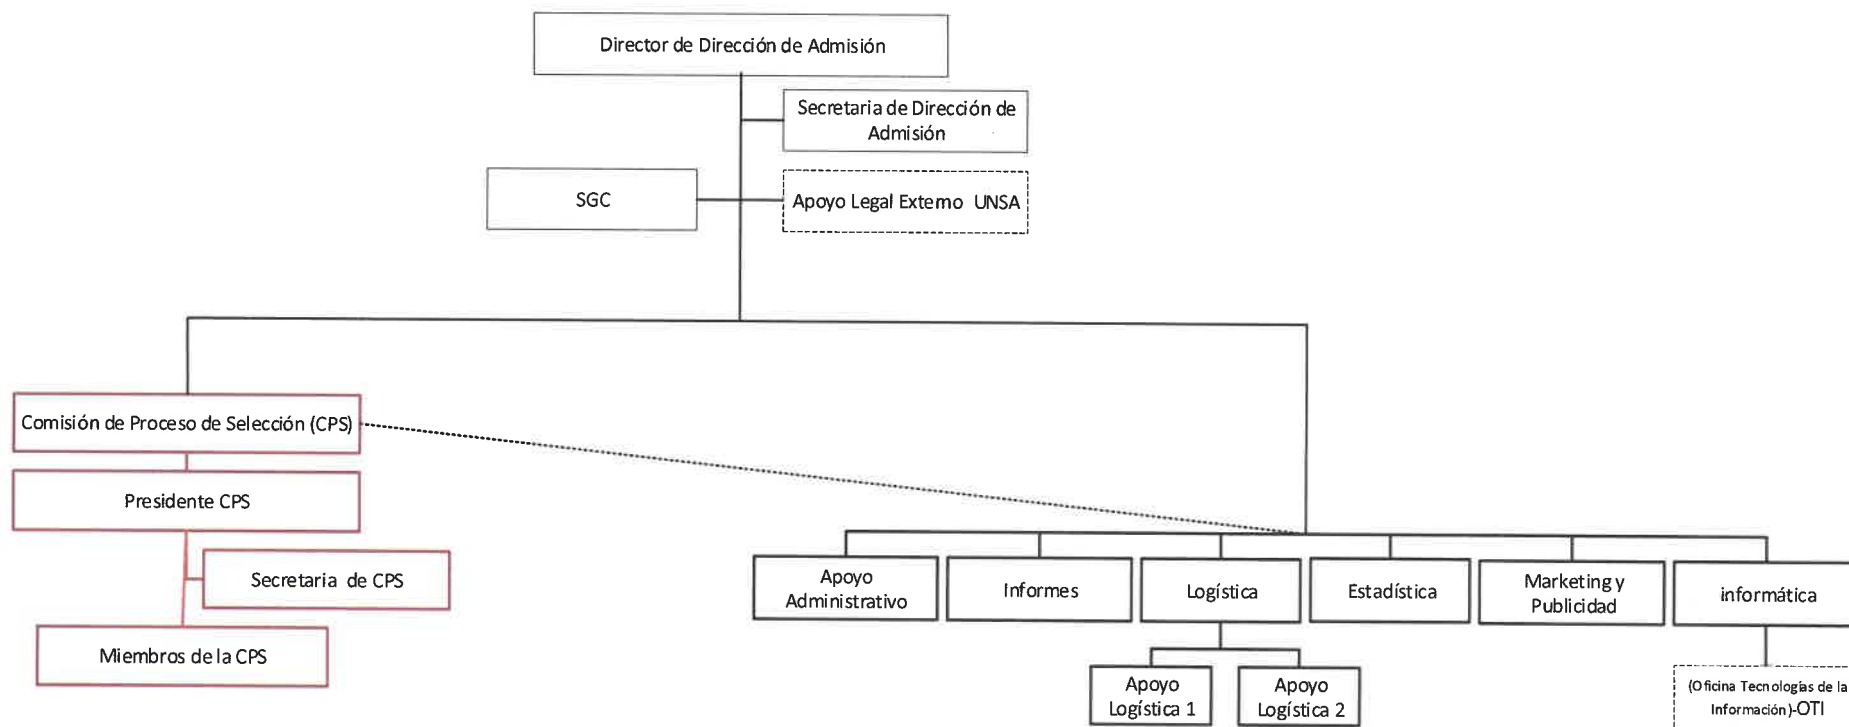 Director de Dirección de Admisión
Secretaria de Dirección de
Admisión
SGC
Apoyo Legal Externo UNSA
Comisión de Proceso de Selección (CPS)
Presidente CPS
Secretaria de CPS
Miembros de la CPS
Apoyo
Administrativo
Informes
Logística
Estadística
Marketing y
Publicidad
informática
Apoyo
Logística 1
Apoyo
Logística 2
(Oficina Tecnologías de la
Información)-OTI